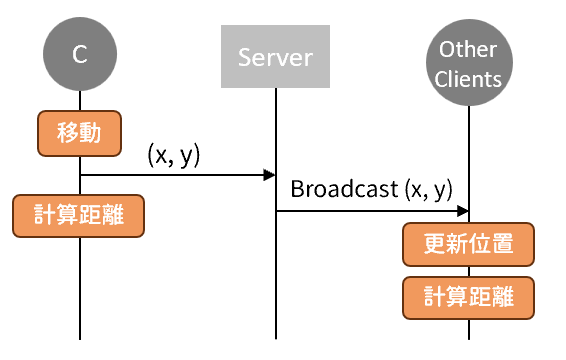 C
Server
Other
Clients
移動
(x, y)
計算距離
Broadcast (x, y)
更新位置
計算距離